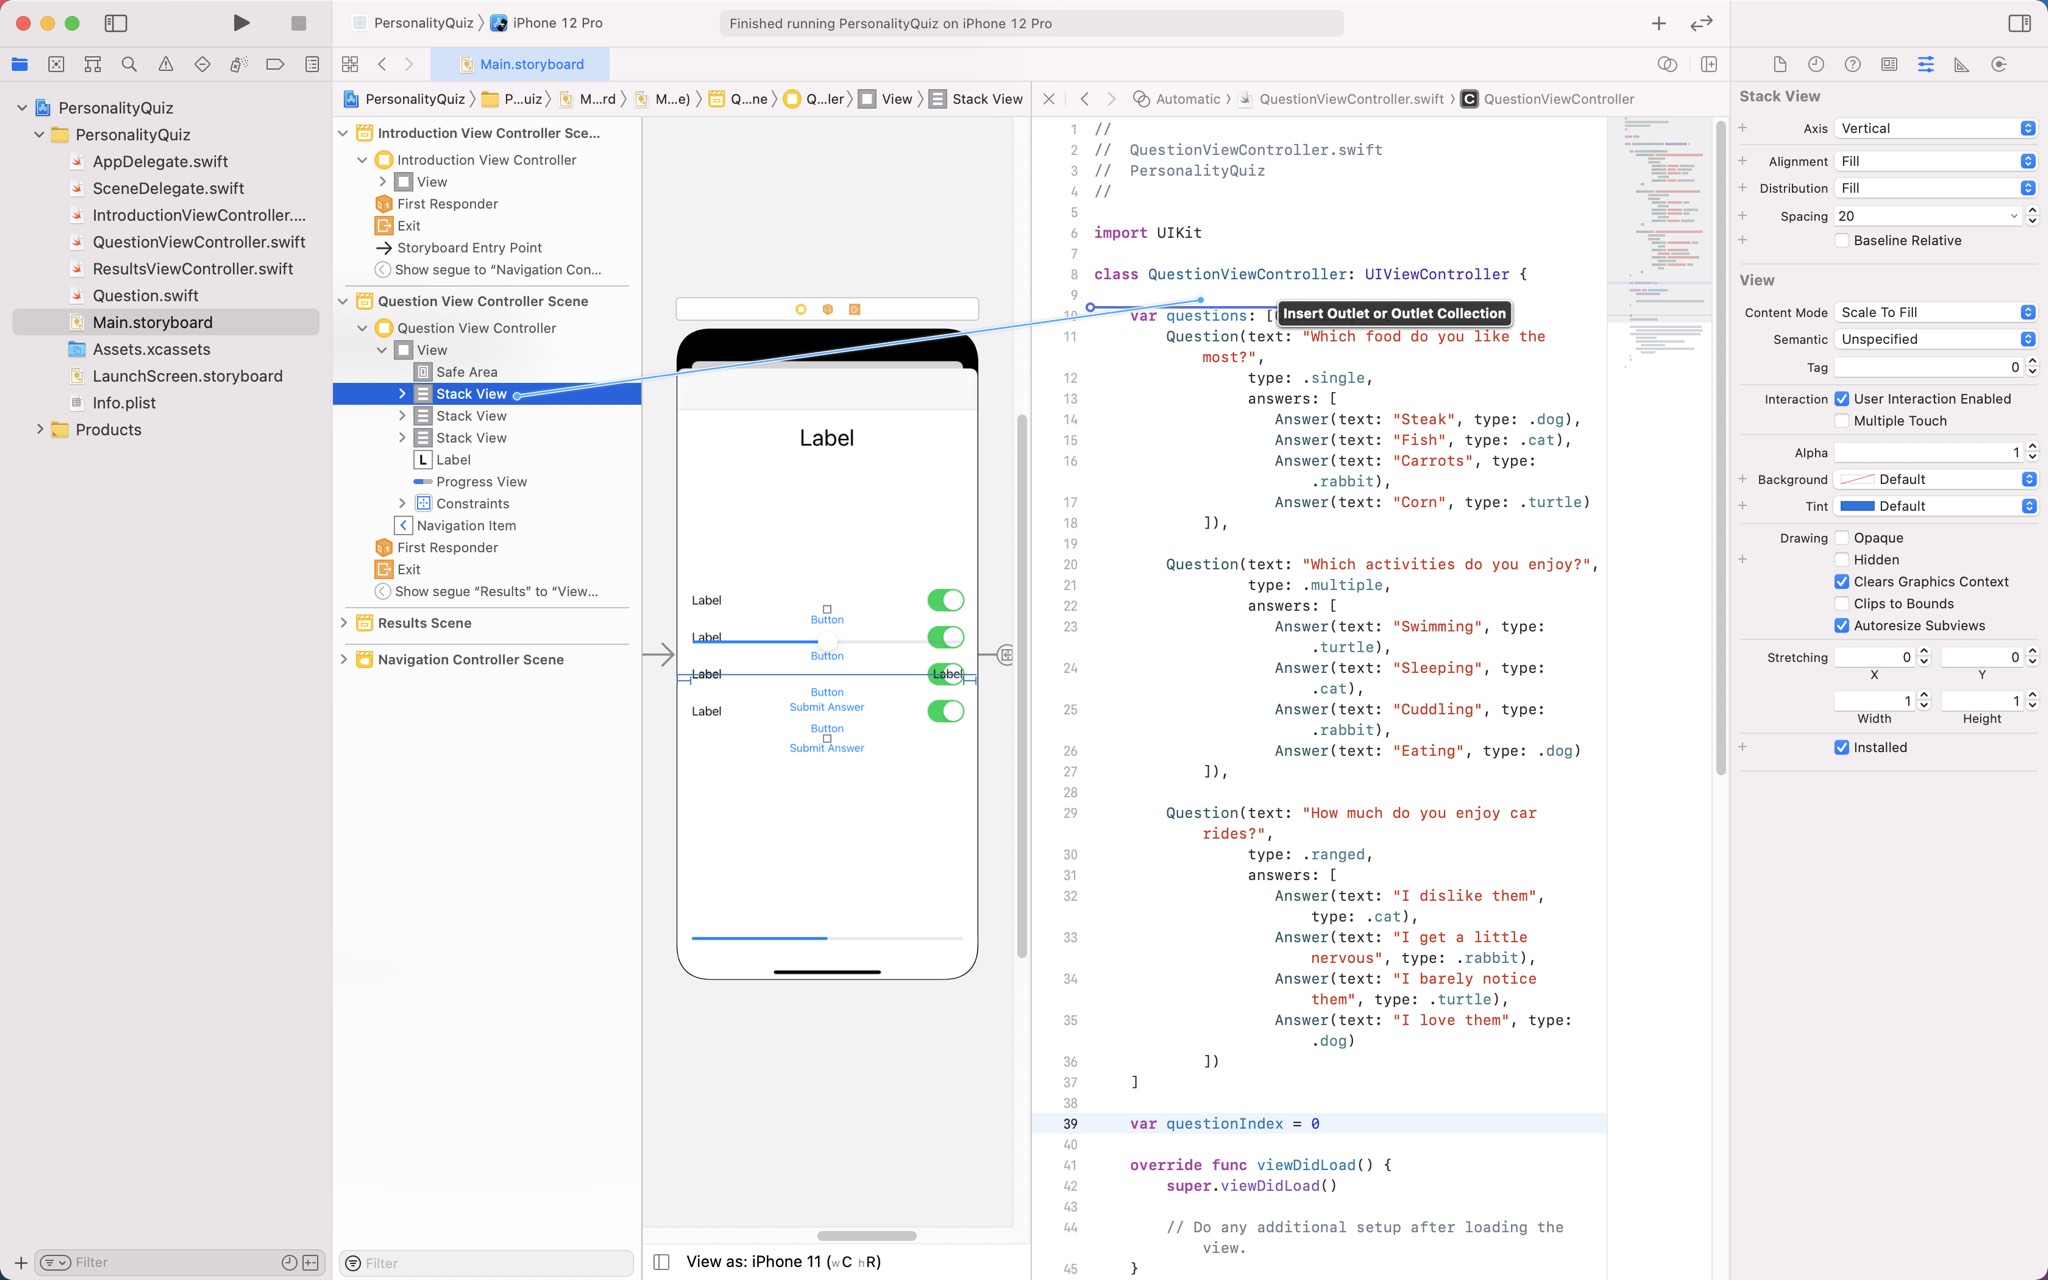 PersonalityQuiz
iPhone 12 Pro
Finished running PersonalityQuiz on iPhone 12 Pro
Main.storyboard
PersonalityQuiz
PersonalityQuiz
AppDelegate.swift
SceneDelegate.swift
IntroductionViewController....
QuestionViewController.swift
ResultsViewController.swift
Question.swift
Main.storyboard
Assets.xcassets
LaunchScreen.storyboard
Info.plist
Products
Filter
PersonalityQuiz
P...uiz
M...rd
M...e)
Q...ne
Q...ler
View
Stack View
Introduction View Controller Sce...
Introduction View Controller
View
First Responder
Exit
Storyboard Entry Point
Show segue to “Navigation Con...
Question View Controller Scene
Question View Controller
View
Safe Area
Stack View
Stack View
Stack View
L Label
Progress View
Constraints
Navigation Item
First Responder
Exit
Show segue “Results” to “View...
Results Scene
Navigation Controller Scene
Filter
Label
Label
Button
Label
Button
Label
Label
Button
Submit Answer
Label
Button
Submit Answer
View as: iPhone 11 (wC hR)
Automatic
QuestionViewController.swift
C QuestionViewController
1 //
2 //  QuestionViewController.swift
3 //  PersonalityQuiz
4 //
5
6 import UIKit
7
8 class QuestionViewController: UIViewController {
9
10 var questions: [
Insert Outlet or Outlet Collection
11 Question(text: "Which food do you like the
most?",
12 type: .single,
13 answers: [
14 Answer(text: "Steak", type: .dog),
15 Answer(text: "Fish", type: .cat),
16 Answer(text: "Carrots", type:
.rabbit),
17 Answer(text: "Corn", type: .turtle)
18 ]),
19
20 Question(text: "Which activities do you enjoy?",
21 type: .multiple,
22 answers: [
23 Answer(text: "Swimming", type:
.turtle),
24 Answer(text: "Sleeping", type:
.cat),
25 Answer(text: "Cuddling", type:
.rabbit),
26 Answer(text: "Eating", type: .dog)
27 ]),
28
29 Question(text: "How much do you enjoy car
rides?",
30 type: .ranged,
31 answers: [
32 Answer(text: "I dislike them",
type: .cat),
33 Answer(text: "I get a little
nervous", type: .rabbit),
34 Answer(text: "I barely notice
them", type: .turtle),
35 Answer(text: "I love them", type:
.dog)
36 ])
37 ]
38
39 var questionIndex = 0
40
41 override func viewDidLoad() {
42 super.viewDidLoad()
43
44 // Do any additional setup after loading the
view.
45 }
Stack View
Axis Vertical
Alignment Fill
Distribution Fill
Spacing 20
Baseline Relative
View
Content Mode Scale To Fill
Semantic Unspecified
Tag 0
Interaction User Interaction Enabled
Multiple Touch
Alpha 1
Background Default
Tint Default
Drawing Opaque
Hidden
Clears Graphics Context
Clips to Bounds
Autoresize Subviews
Stretching 0 0
X Y
1 1
Width Height
Installed